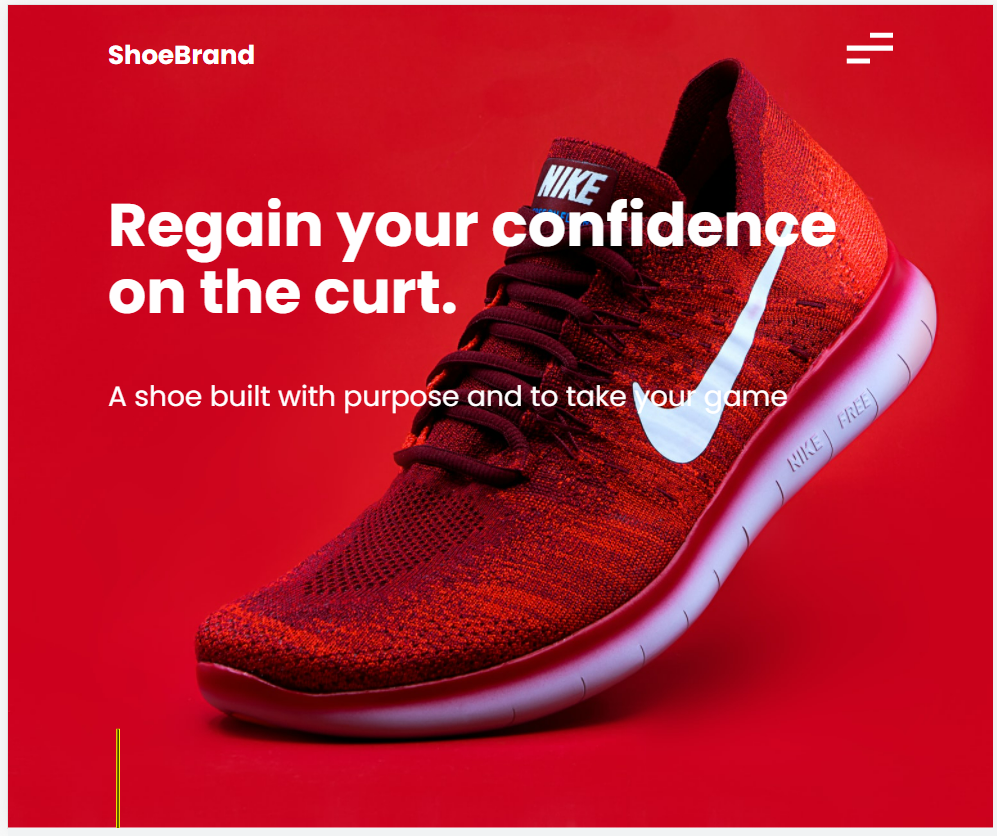 ShoeBrand
NIKE
Regain your confidence
on the curt.
A shoe built with purpose and to take your game
NIKE FREE